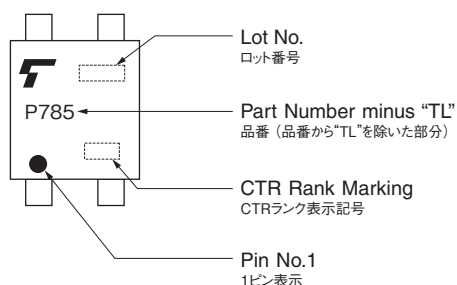 Lot No.
ロット番号
P785
Part Number minus “TL”
品番（品番から“TL”を除いた部分）
CTR Rank Marking
CTRランク表示記号
Pin No.1
1ピン表示